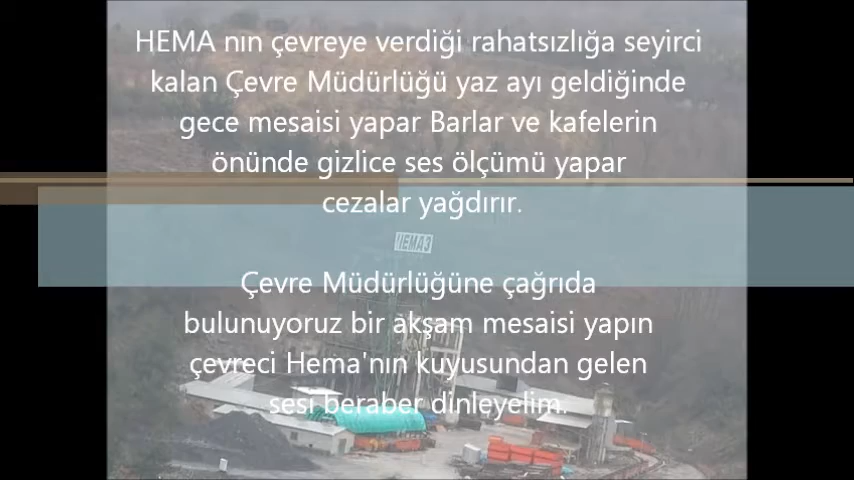 HEMA nın çevreye verdiği rahatsızlığa seyirci
kalan Çevre Müdürlüğü yaz ayı geldiğinde
gece mesaisi yapar Barlar ve kafelerin
önünde gizlice ses ölçümü yapar
cezalar yağdırır.
HEMA3
Çevre Müdürlüğüne çağrıda
bulunuyoruz bir akşam mesaisi yapın
çevreci Hema'nın kuyusundan gelen
sesi beraber dinleyelim.